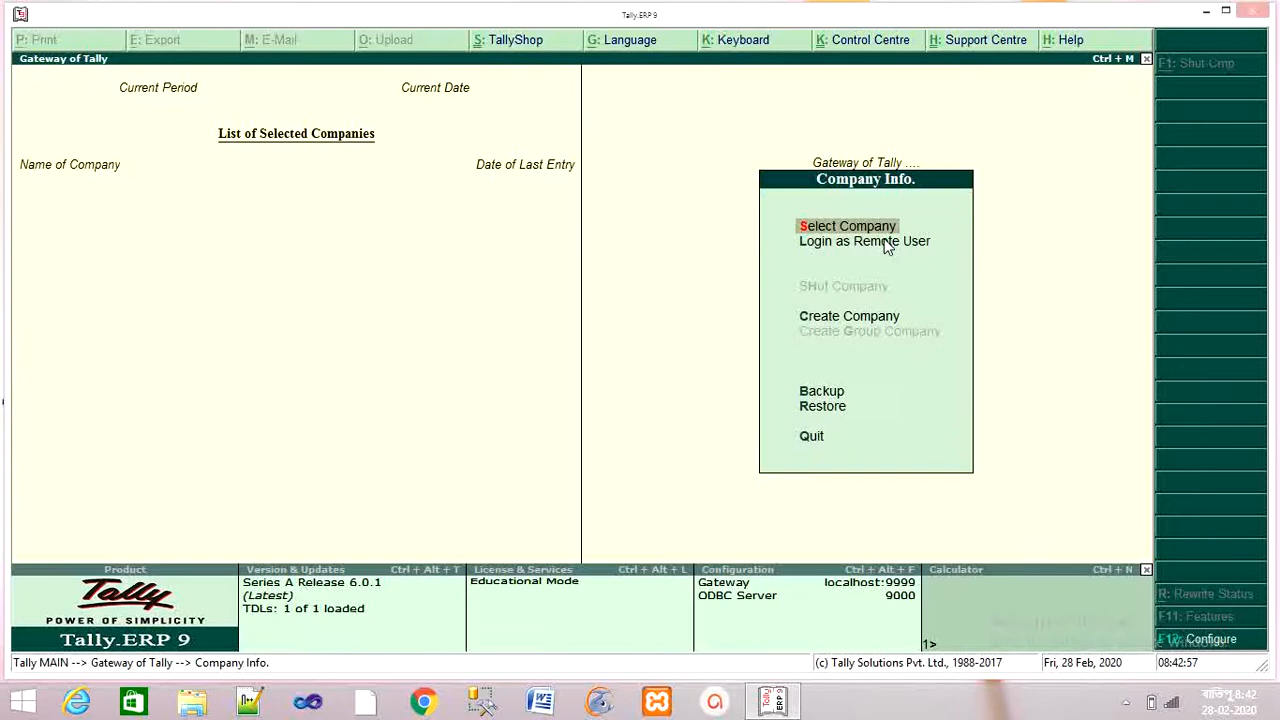 Tally.ERP 9
P: Print
E: Export
M: E-Mail
O: Upload
S: TallyShop
G: Language
K: Keyboard
K: Control Centre
H: Support Centre
H: Help
Gateway of Tally
Ctrl + M
F1: Shut Cmp
Current Period
Current Date
List of Selected Companies
Name of Company
Date of Last Entry
Gateway of Tally ....
Company Info.
Select Company
Login as Remote User
SHut Company
Create Company
Create Group Company
Backup
Restore
Quit
Product
Tally
POWER OF SIMPLICITY
Tally.ERP 9
Version & Updates
Ctrl + Alt + T
Series A Release 6.0.1
(Latest)
TDLs: 1 of 1 loaded
License & Services
Ctrl + Alt + L
Educational Mode
Configuration
Ctrl + Alt + F
Gateway
localhost:9999
ODBC Server
9000
Calculator
Ctrl + N
1>
R: Rewrite Status
F11: Features
F12: Configure
Tally MAIN --> Gateway of Tally --> Company Info.
(c) Tally Solutions Pvt. Ltd., 1988-2017
Fri, 28 Feb, 2020
08:42:57
28-02-2020